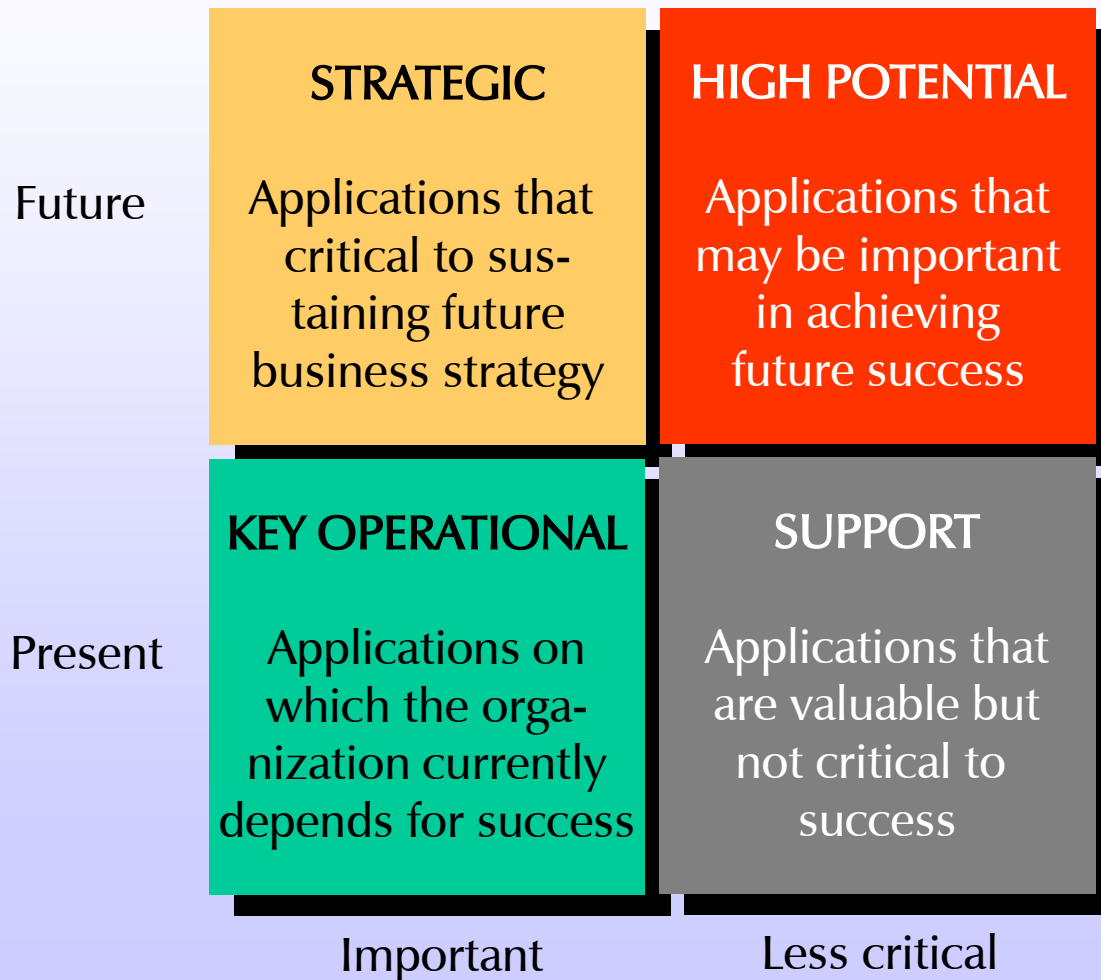 STRATEGIC
Applications that
critical to sus-
taining future
business strategy
HIGH POTENTIAL
Applications that
may be important
in achieving
future success
Future
KEY OPERATIONAL
Applications on
which the orga-
nization currently
depends for success
SUPPORT
Applications that
are valuable but
not critical to
success
Present
Important
Less critical